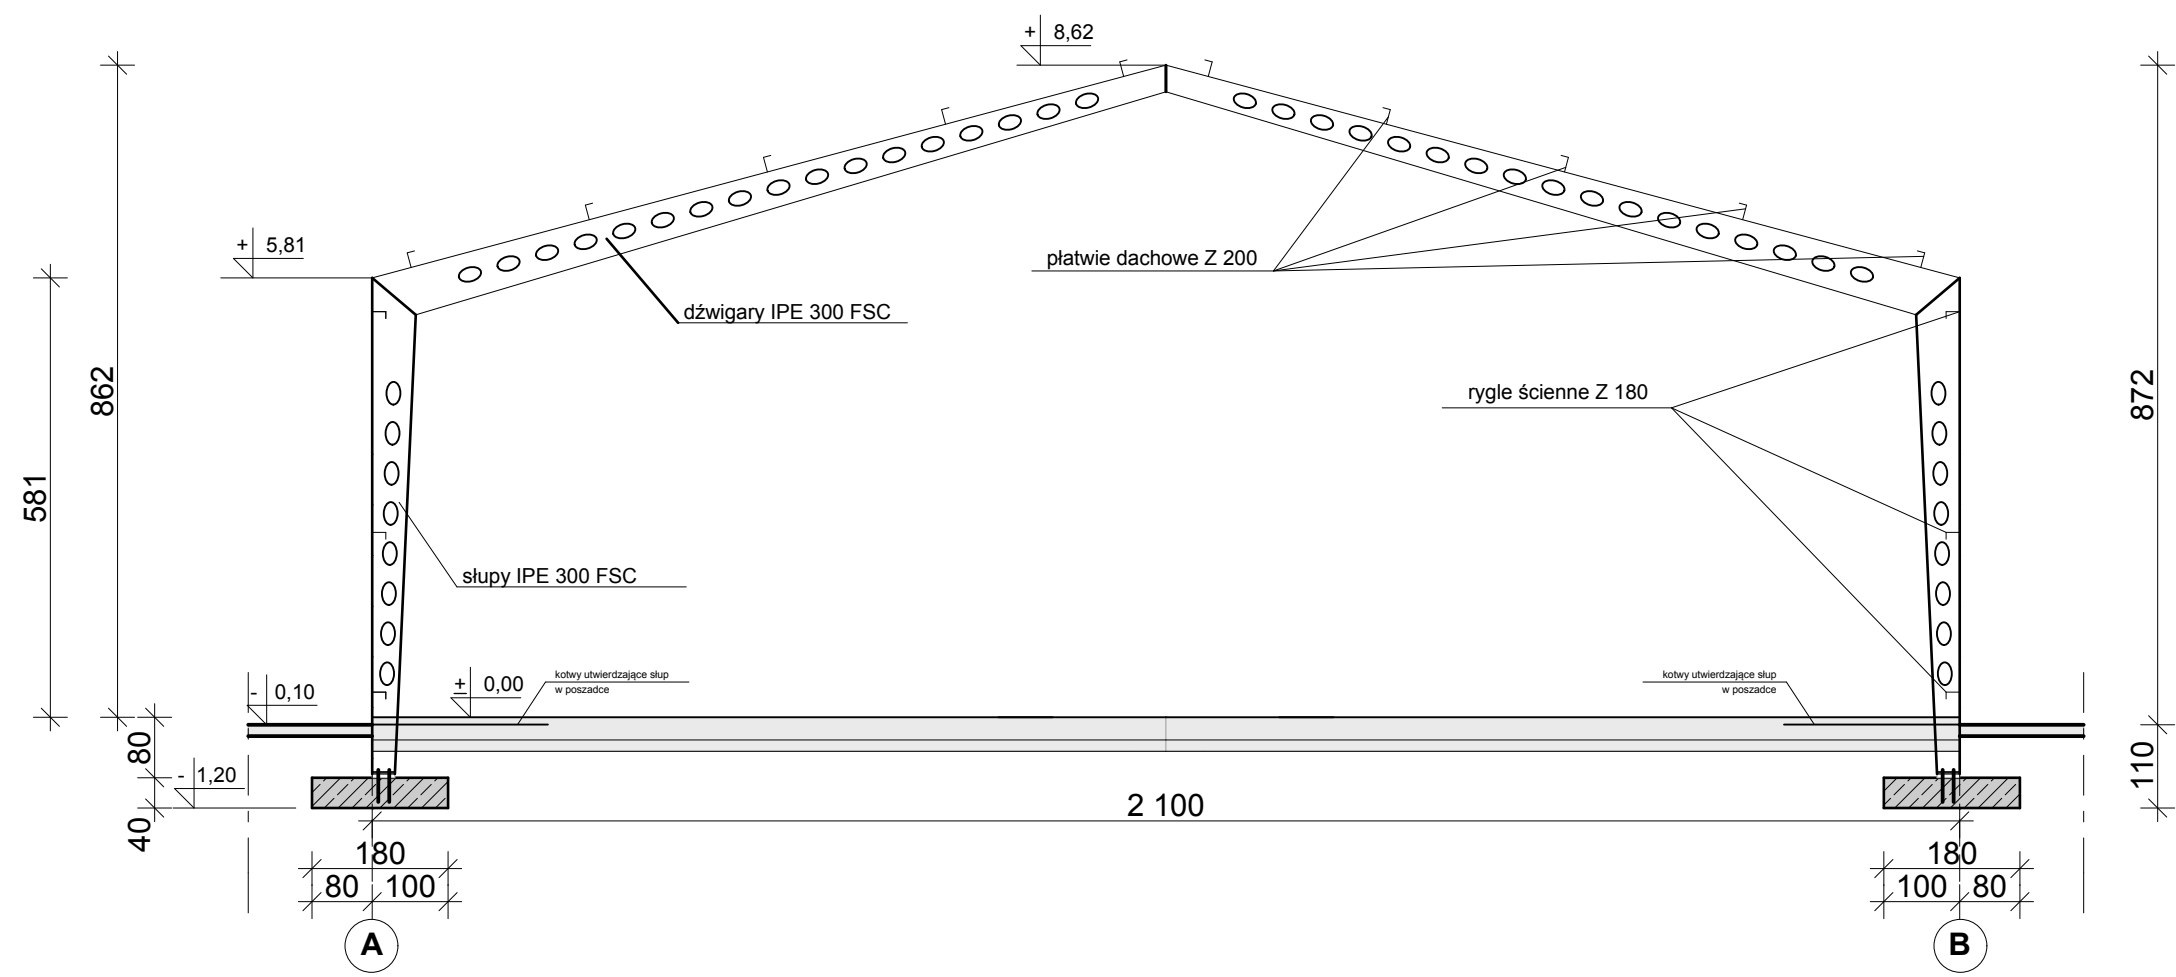 + 8,62
+ 5,81
płatwie dachowe Z 200
dźwigary IPE 300 FSC
862
872
rygle ścienne Z 180
581
słupy IPE 300 FSC
- 0,10
± 0,00
kotwy utwierdzające słup
w poszadce
kotwy utwierdzające słup
w poszadce
80
- 1,20
110
40
2 100
180
180
80 100
100 80
A
B